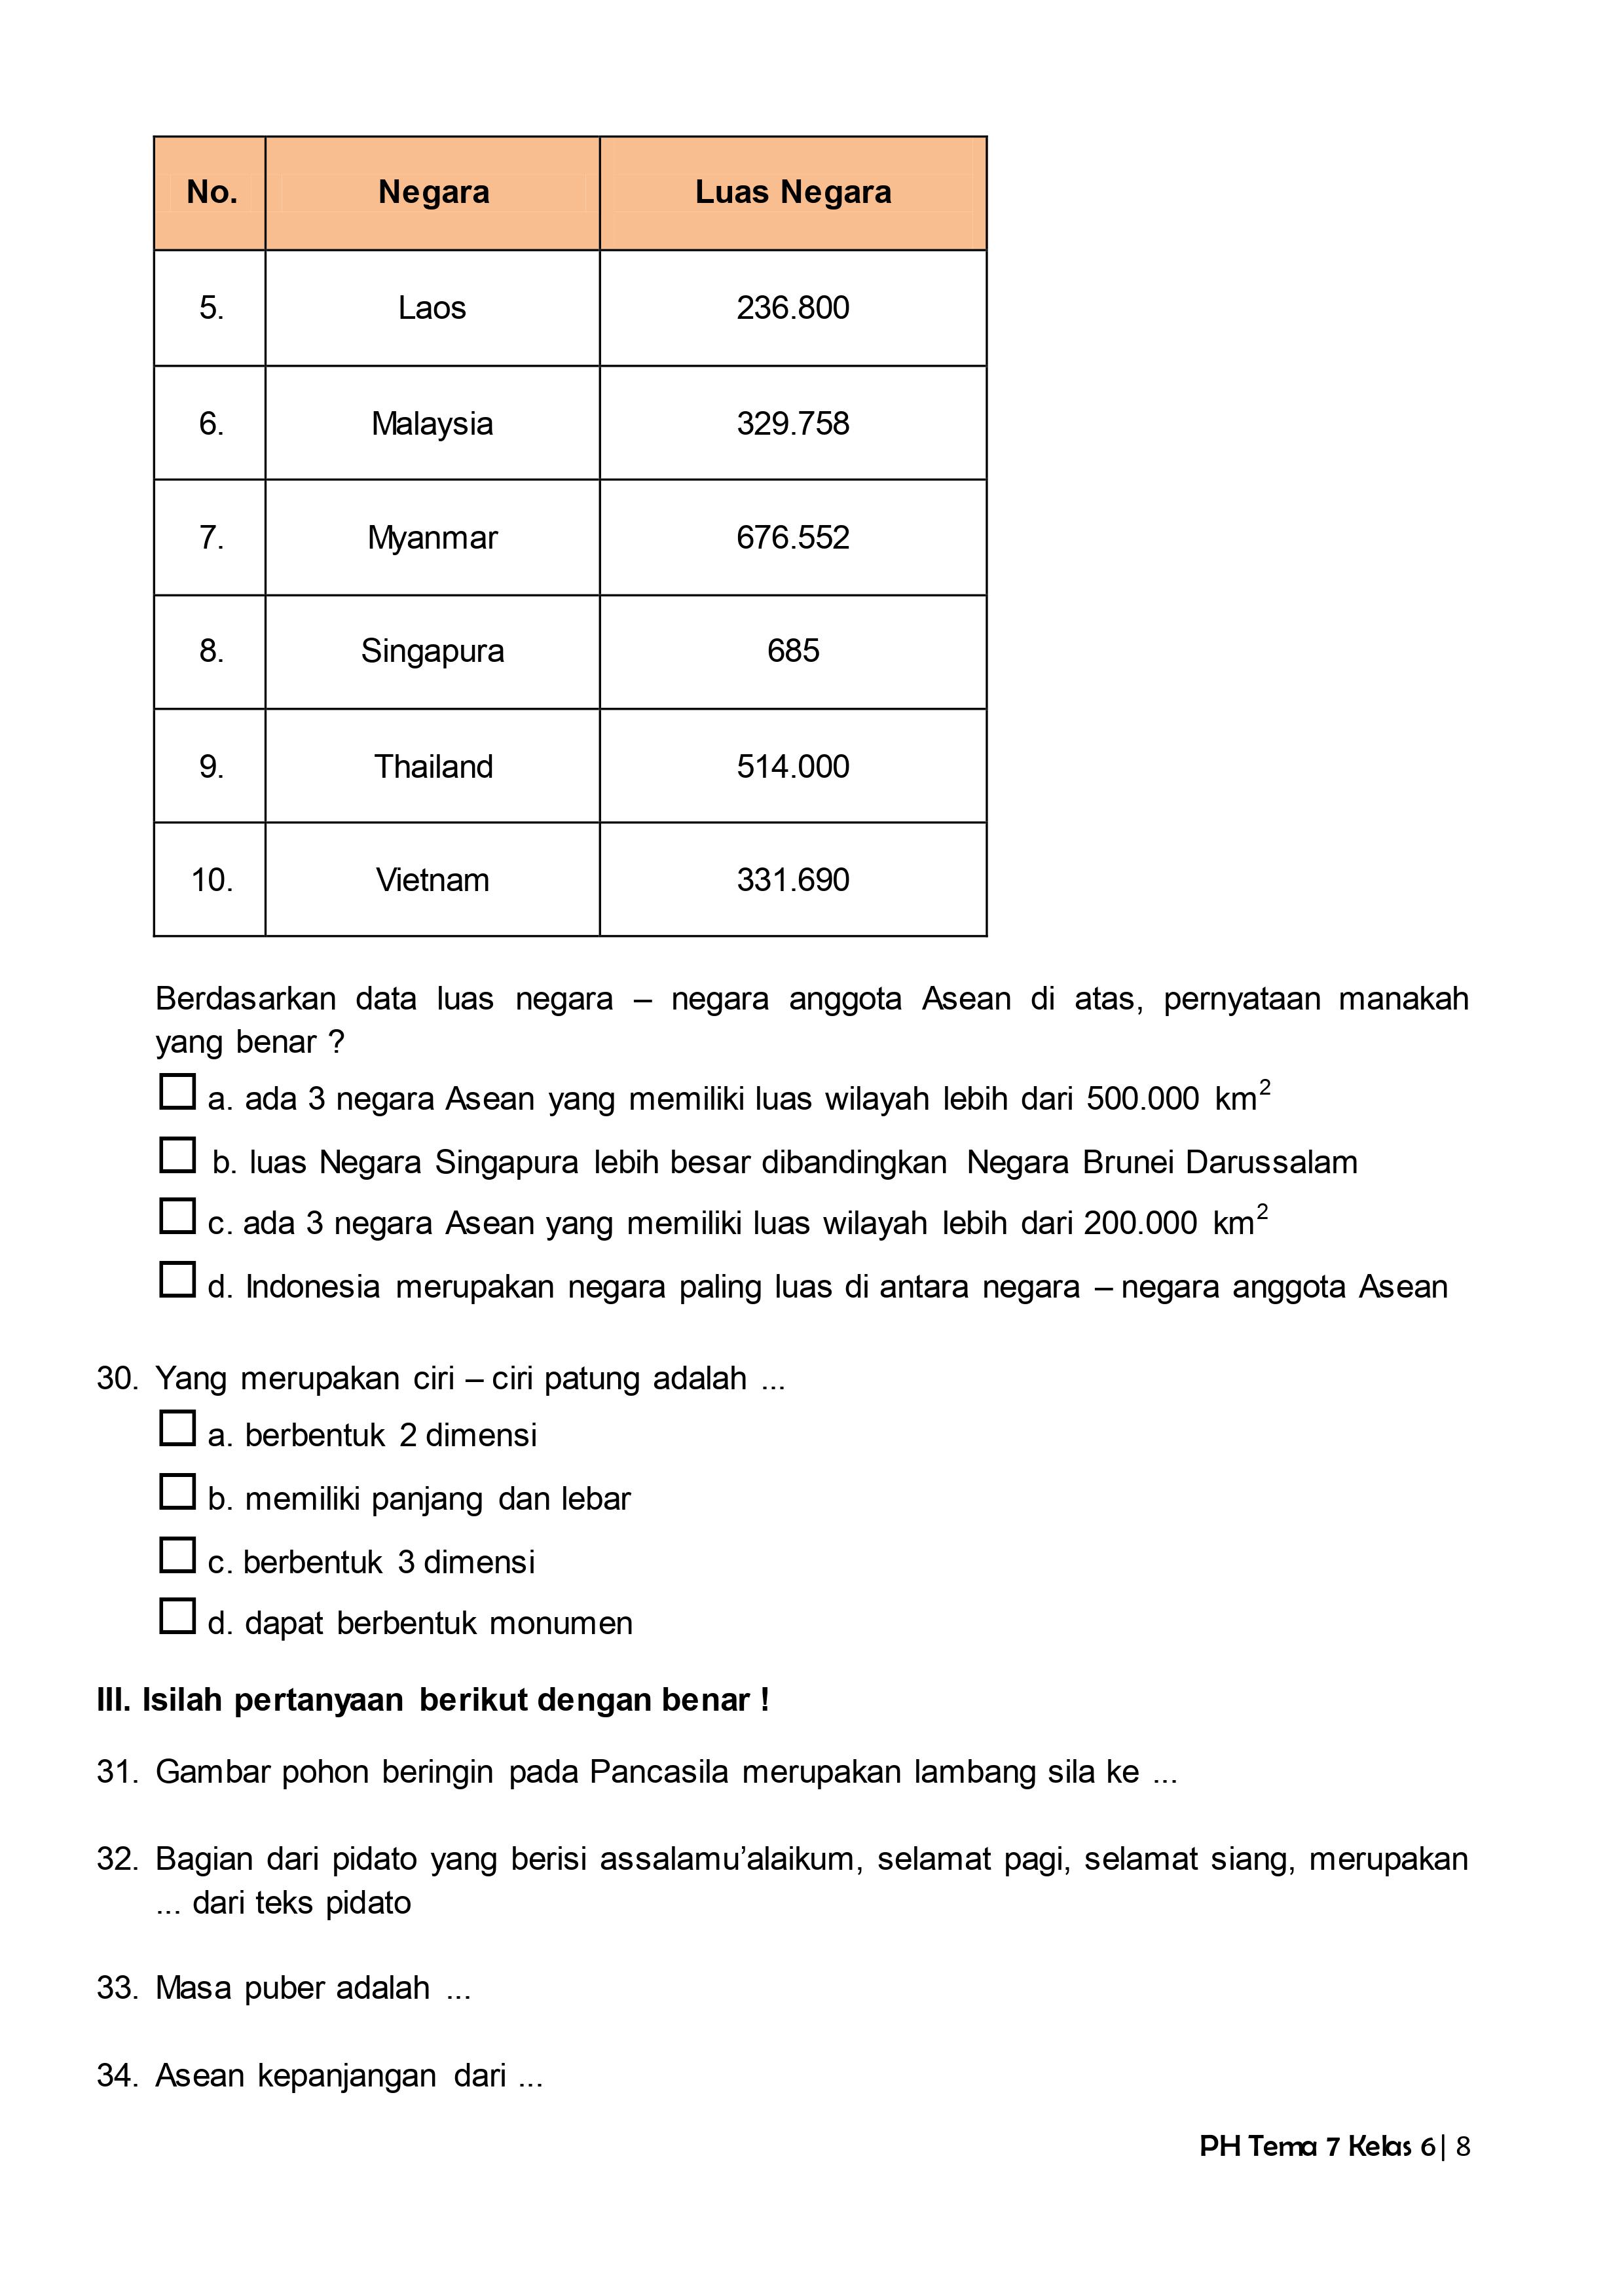 No. Negara Luas Negara
5. Laos 236.800
6. Malaysia 329.758
7. Myanmar 676.552
8. Singapura 685
9. Thailand 514.000
10. Vietnam 331.690
Berdasarkan data luas negara – negara anggota Asean di atas, pernyataan manakah
yang benar ?
a. ada 3 negara Asean yang memiliki luas wilayah lebih dari 500.000 km²
b. luas Negara Singapura lebih besar dibandingkan Negara Brunei Darussalam
c. ada 3 negara Asean yang memiliki luas wilayah lebih dari 200.000 km²
d. Indonesia merupakan negara paling luas di antara negara – negara anggota Asean
30. Yang merupakan ciri – ciri patung adalah ...
a. berbentuk 2 dimensi
b. memiliki panjang dan lebar
c. berbentuk 3 dimensi
d. dapat berbentuk monumen
III. Isilah pertanyaan berikut dengan benar !
31. Gambar pohon beringin pada Pancasila merupakan lambang sila ke ...
32. Bagian dari pidato yang berisi assalamu’alaikum, selamat pagi, selamat siang, merupakan
... dari teks pidato
33. Masa puber adalah ...
34. Asean kepanjangan dari ...
PH Tema 7 Kelas 6| 8